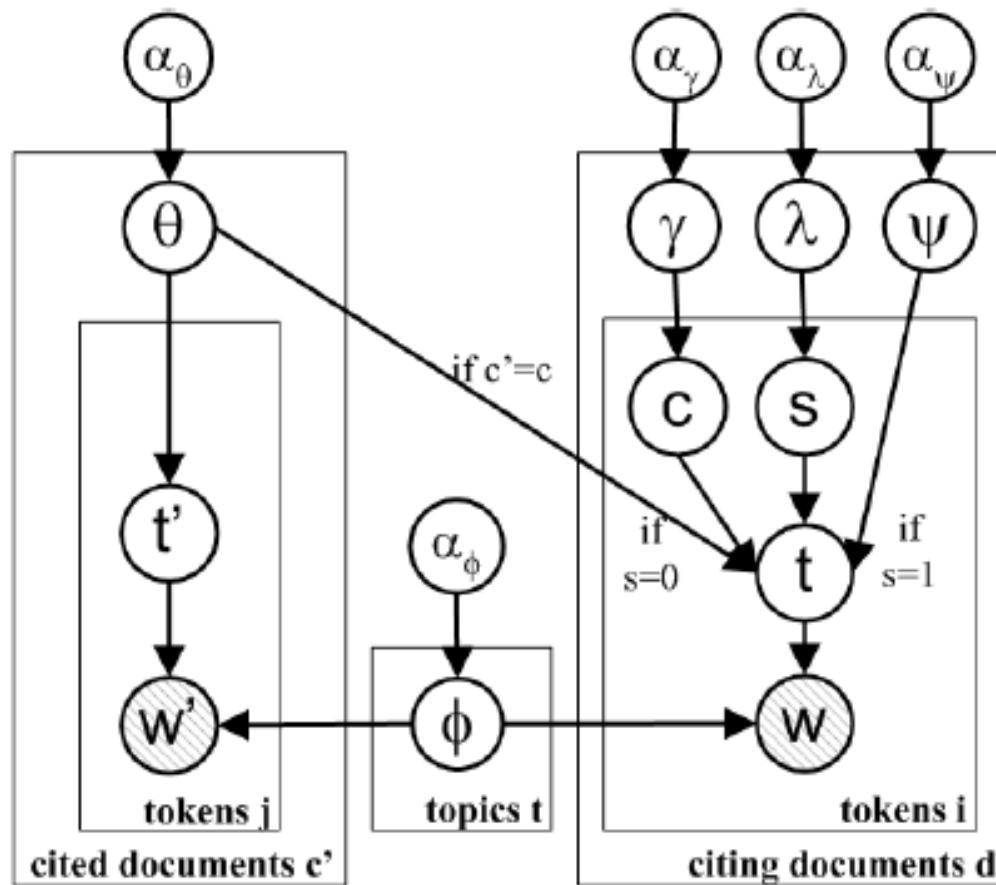 α_θ
α_γ
α_λ
α_ψ
θ
γ
λ
ψ
if c'=c
c
s
t'
α_ϕ
if
s=0
t
if
s=1
w'
ϕ
w
tokens j
topics t
tokens i
cited documents c'
citing documents d